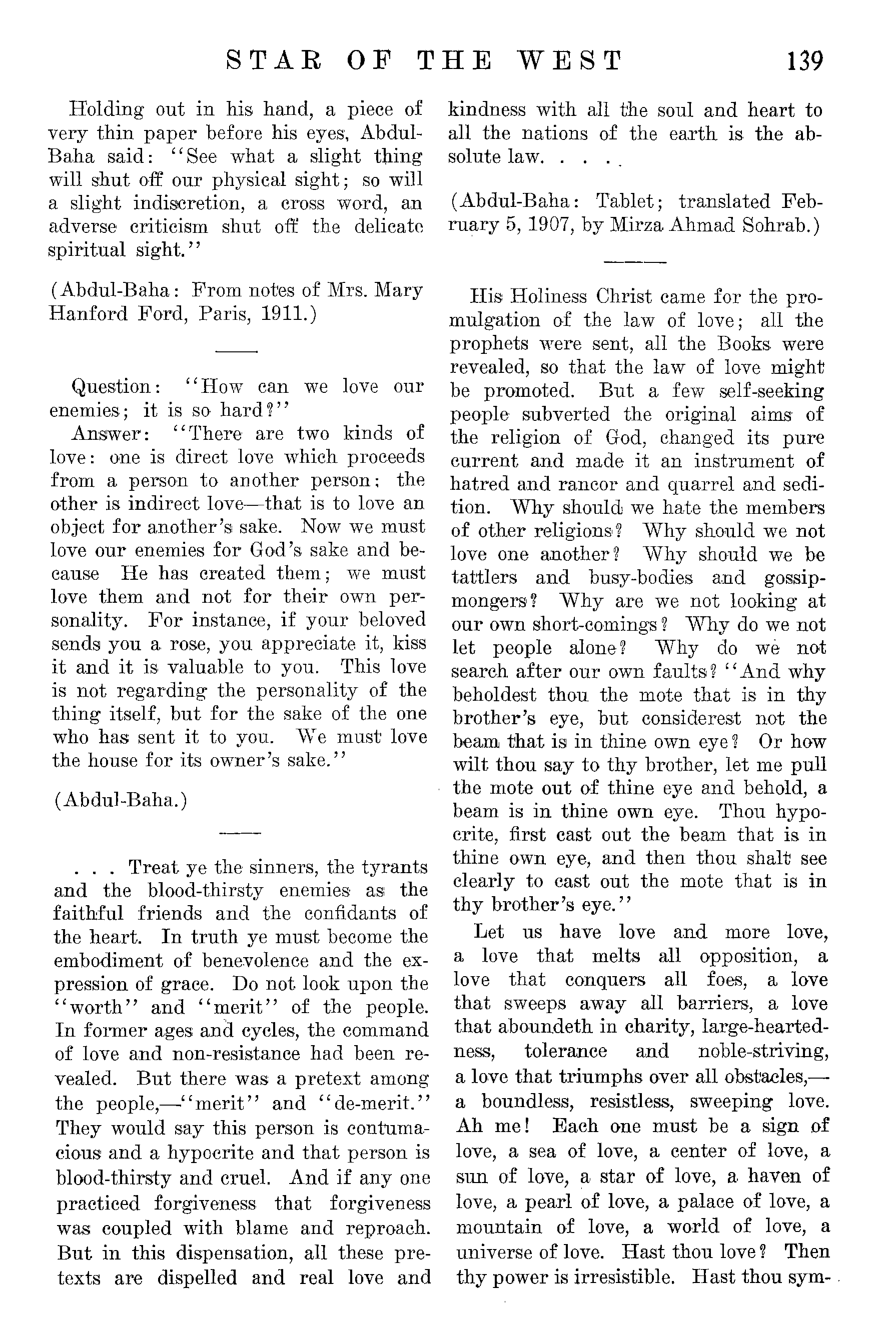 STAR OF THE WEST 139
Holding out in his hand, a piece of
very thin paper before his eyes, Abdul-
Baha said: "See what a slight thing
will shut off our physical sight; so will
a slight indiscretion, a cross word, an
adverse criticism shut off the delicate
spiritual sight."
(Abdul-Baha: From notes of Mrs. Mary
Hanford Ford, Paris, 1911.)
Question: "How can we love our
enemies; it is so hard?"
Answer: "There are two kinds of
love: one is direct love which proceeds
from a person to another person; the
other is indirect love—that is to love an
object for another's sake. Now we must
love our enemies for God's sake and be-
cause He has created them; we must
love them and not for their own per-
sonality. For instance, if your beloved
sends you a rose, you appreciate it, kiss
it and it is valuable to you. This love
is not regarding the personality of the
thing itself, but for the sake of the one
who has sent it to you. We must love
the house for its owner's sake."
(Abdul-Baha.)
. . . Treat ye the sinners, the tyrants
and the blood-thirsty enemies as the
faithful friends and the confidants of
the heart. In truth ye must become the
embodiment of benevolence and the ex-
pression of grace. Do not look upon the
"worth" and "merit" of the people.
In former ages and cycles, the command
of love and non-resistance had been re-
vealed. But there was a pretext among
the people,—"merit" and "de-merit."
They would say this person is contuma-
cious and a hypocrite and that person is
blood-thirsty and cruel. And if any one
practiced forgiveness that forgiveness
was coupled with blame and reproach.
But in this dispensation, all these pre-
texts are dispelled and real love and
kindness with all the soul and heart to
all the nations of the earth is the ab-
solute law. . . . .
(Abdul-Baha: Tablet; translated Feb-
ruary 5, 1907, by Mirza Ahmad Sohrab.)
His Holiness Christ came for the pro-
mulgation of the law of love; all the
prophets were sent, all the Books were
revealed, so that the law of love might
be promoted. But a few self-seeking
people subverted the original aims of
the religion of God, changed its pure
current and made it an instrument of
hatred and rancor and quarrel and sedi-
tion. Why should we hate the members
of other religions? Why should we not
love one another? Why should we be
tattlers and busy-bodies and gossip-
mongers? Why are we not looking at
our own short-comings? Why do we not
let people alone? Why do we not
search after our own faults? "And why
beholdest thou the mote that is in thy
brother's eye, but considerest not the
beam that is in thine own eye? Or how
wilt thou say to thy brother, let me pull
the mote out of thine eye and behold, a
beam is in thine own eye. Thou hypo-
crite, first cast out the beam that is in
thine own eye, and then thou shalt see
clearly to cast out the mote that is in
thy brother's eye."
Let us have love and more love,
a love that melts all opposition, a
love that conquers all foes, a love
that sweeps away all barriers, a love
that aboundeth in charity, large-hearted-
ness, tolerance and noble-striving,
a love that triumphs over all obstacles,—
a boundless, resistless, sweeping love.
Ah me! Each one must be a sign of
love, a sea of love, a center of love, a
sun of love, a star of love, a haven of
love, a pearl of love, a palace of love, a
mountain of love, a world of love, a
universe of love. Hast thou love? Then
thy power is irresistible. Hast thou sym-